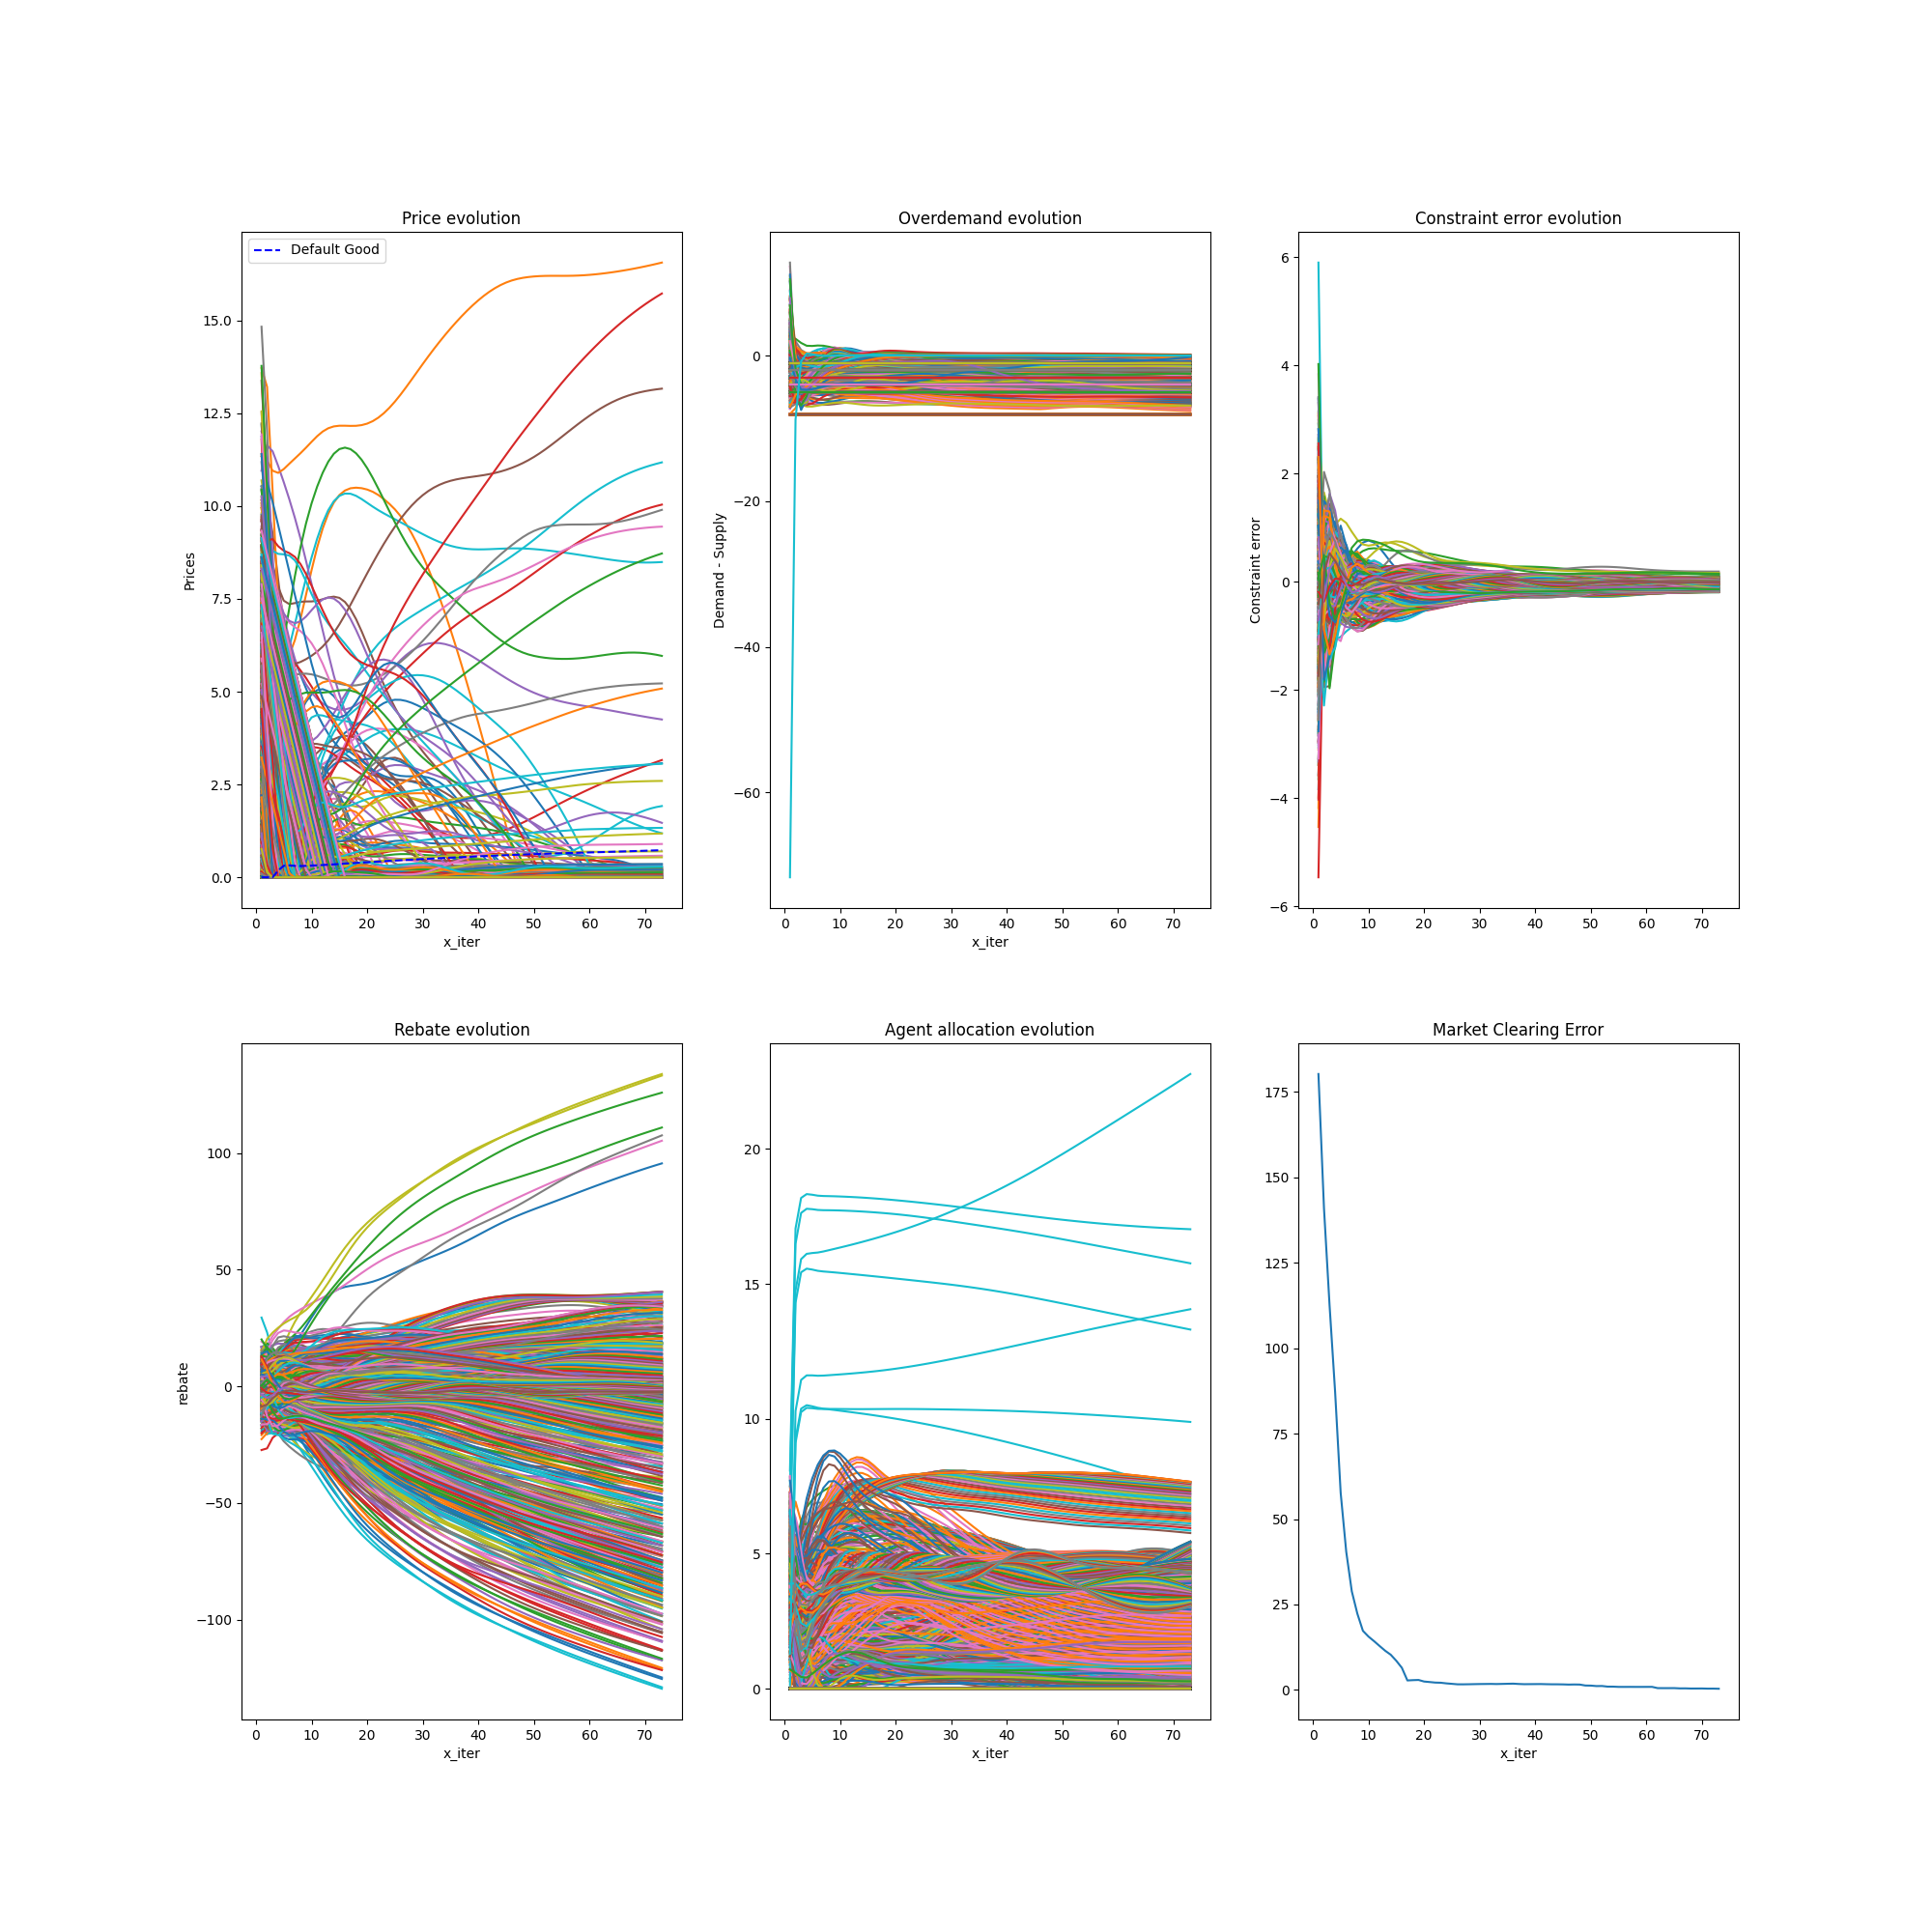 Price evolution
Default Good
Prices
15.0
12.5
10.0
7.5
5.0
2.5
0.0
0 10 20 30 40 50 60 70
x_iter
Overdemand evolution
Demand - Supply
0
−20
−40
−60
0 10 20 30 40 50 60 70
x_iter
Constraint error evolution
Constraint error
6
4
2
0
−2
−4
−6
0 10 20 30 40 50 60 70
Rebate evolution
rebate
100
50
0
−50
−100
0 10 20 30 40 50 60 70
x_iter
Agent allocation evolution
20
15
10
5
0
0 10 20 30 40 50 60 70
x_iter
Market Clearing Error
175
150
125
100
75
50
25
0
0 10 20 30 40 50 60 70
x_iter